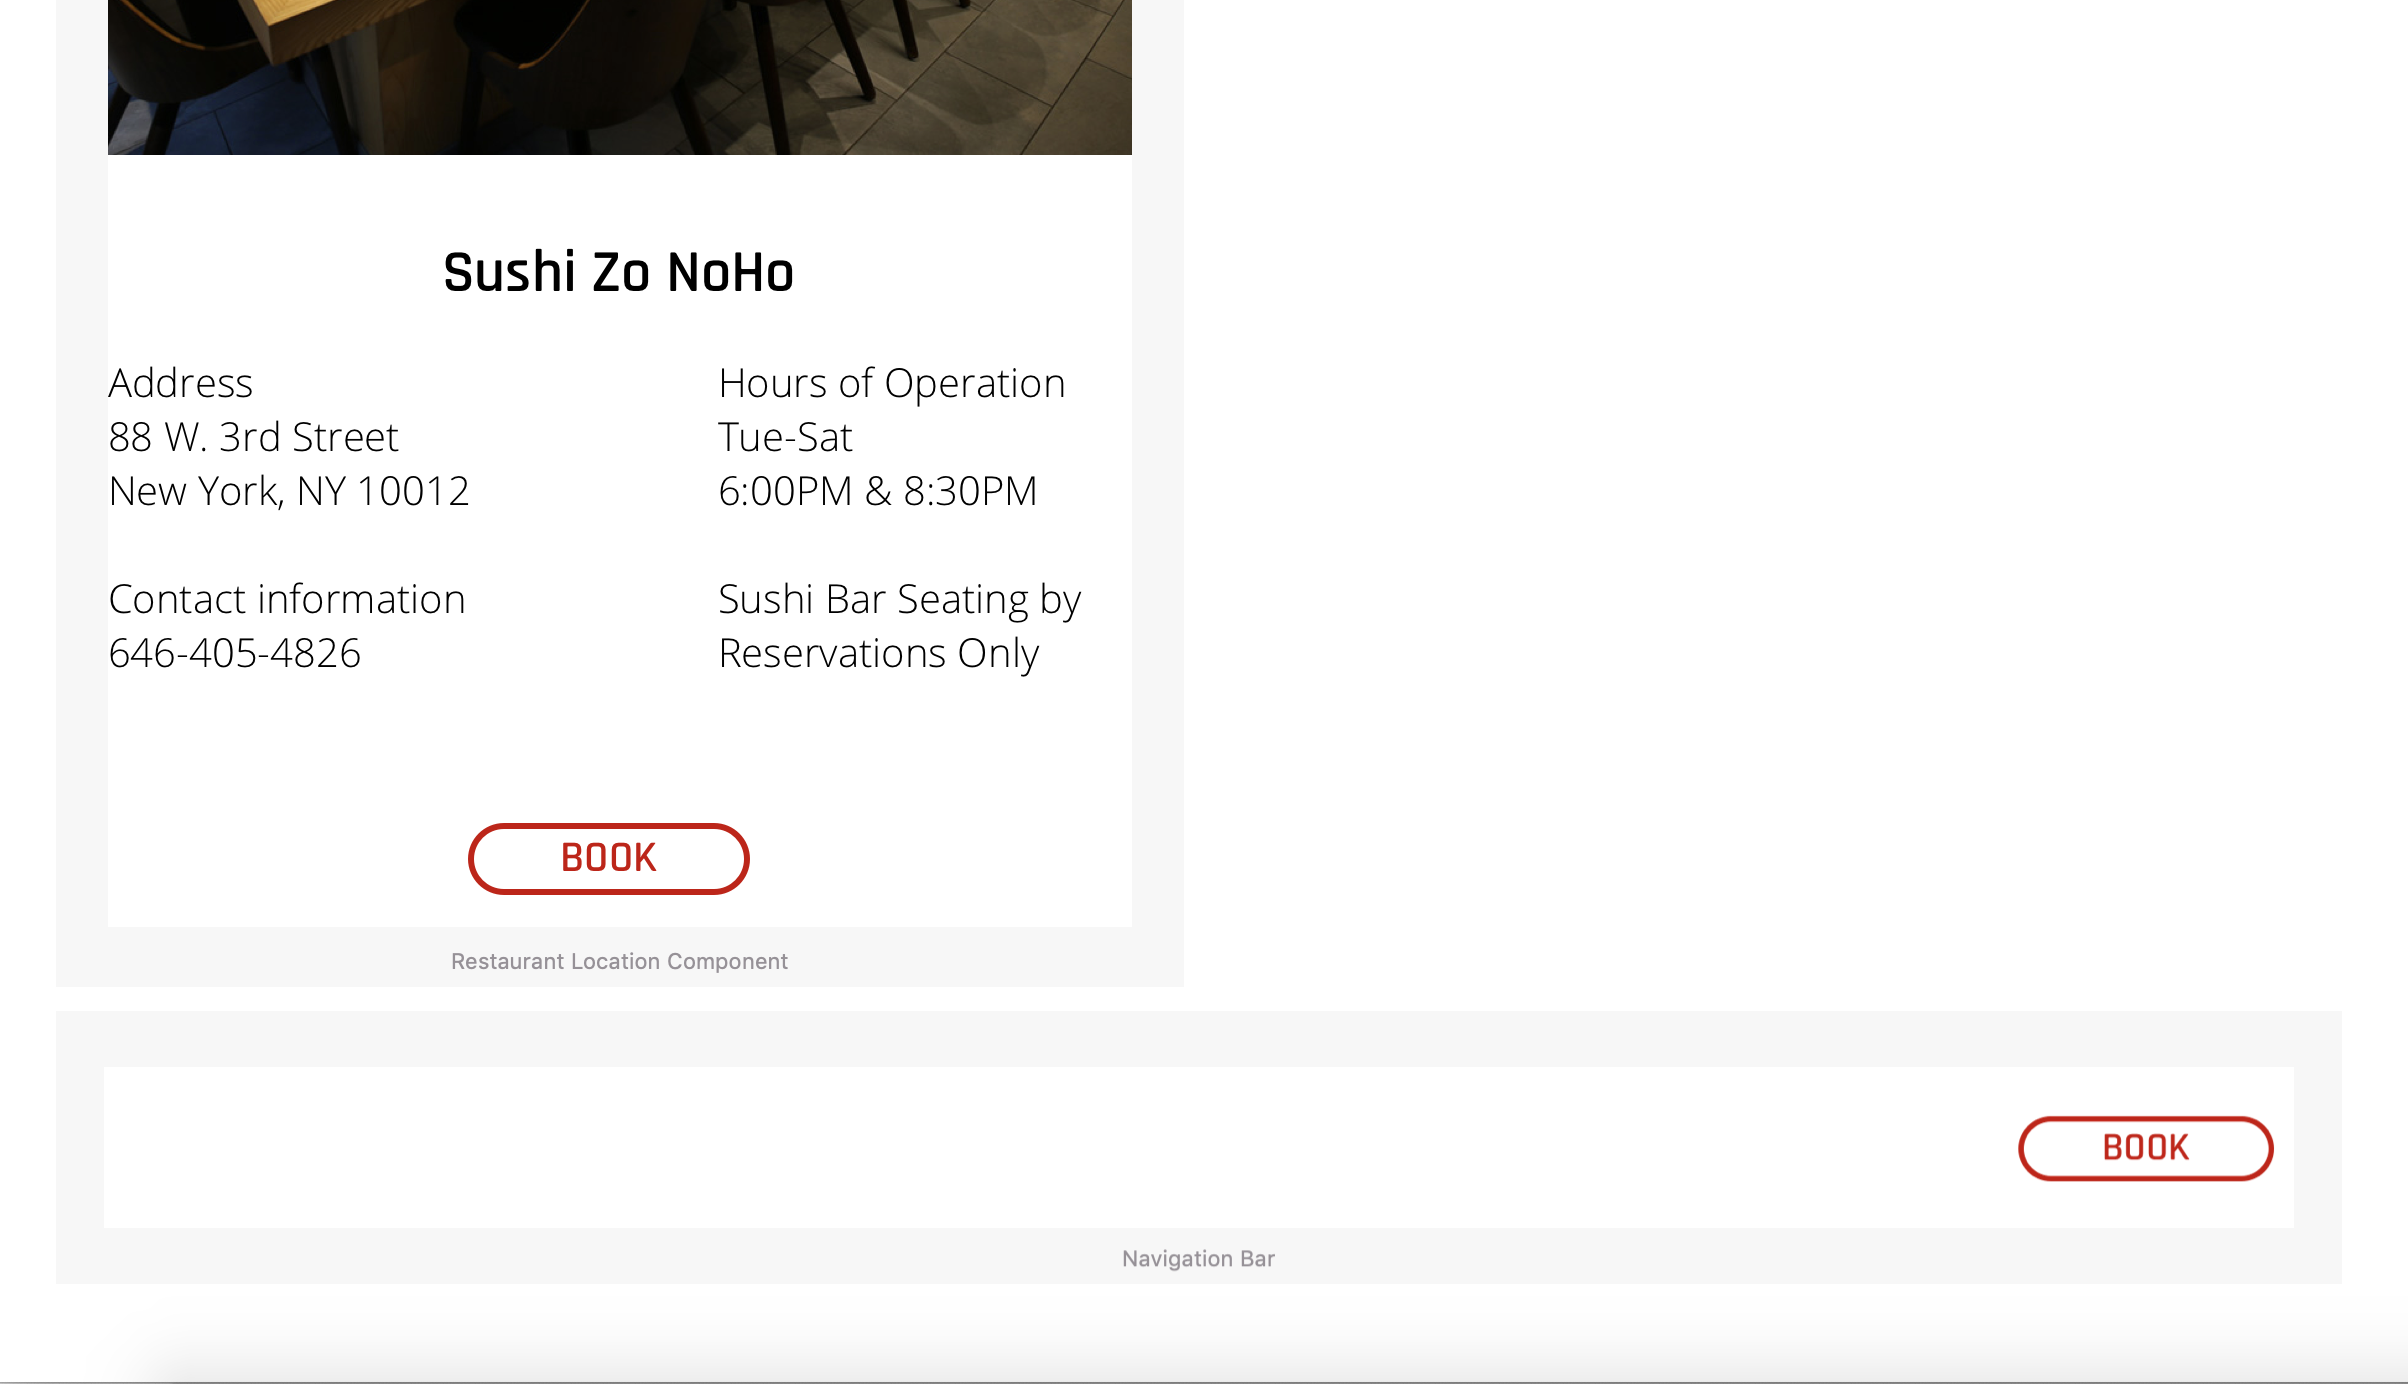 Sushi Zo NoHo
Address
88 W. 3rd Street
New York, NY 10012
Contact information
646-405-4826
Hours of Operation
Tue-Sat
6:00PM & 8:30PM
Sushi Bar Seating by
Reservations Only
BOOK
Restaurant Location Component
BOOK
Navigation Bar